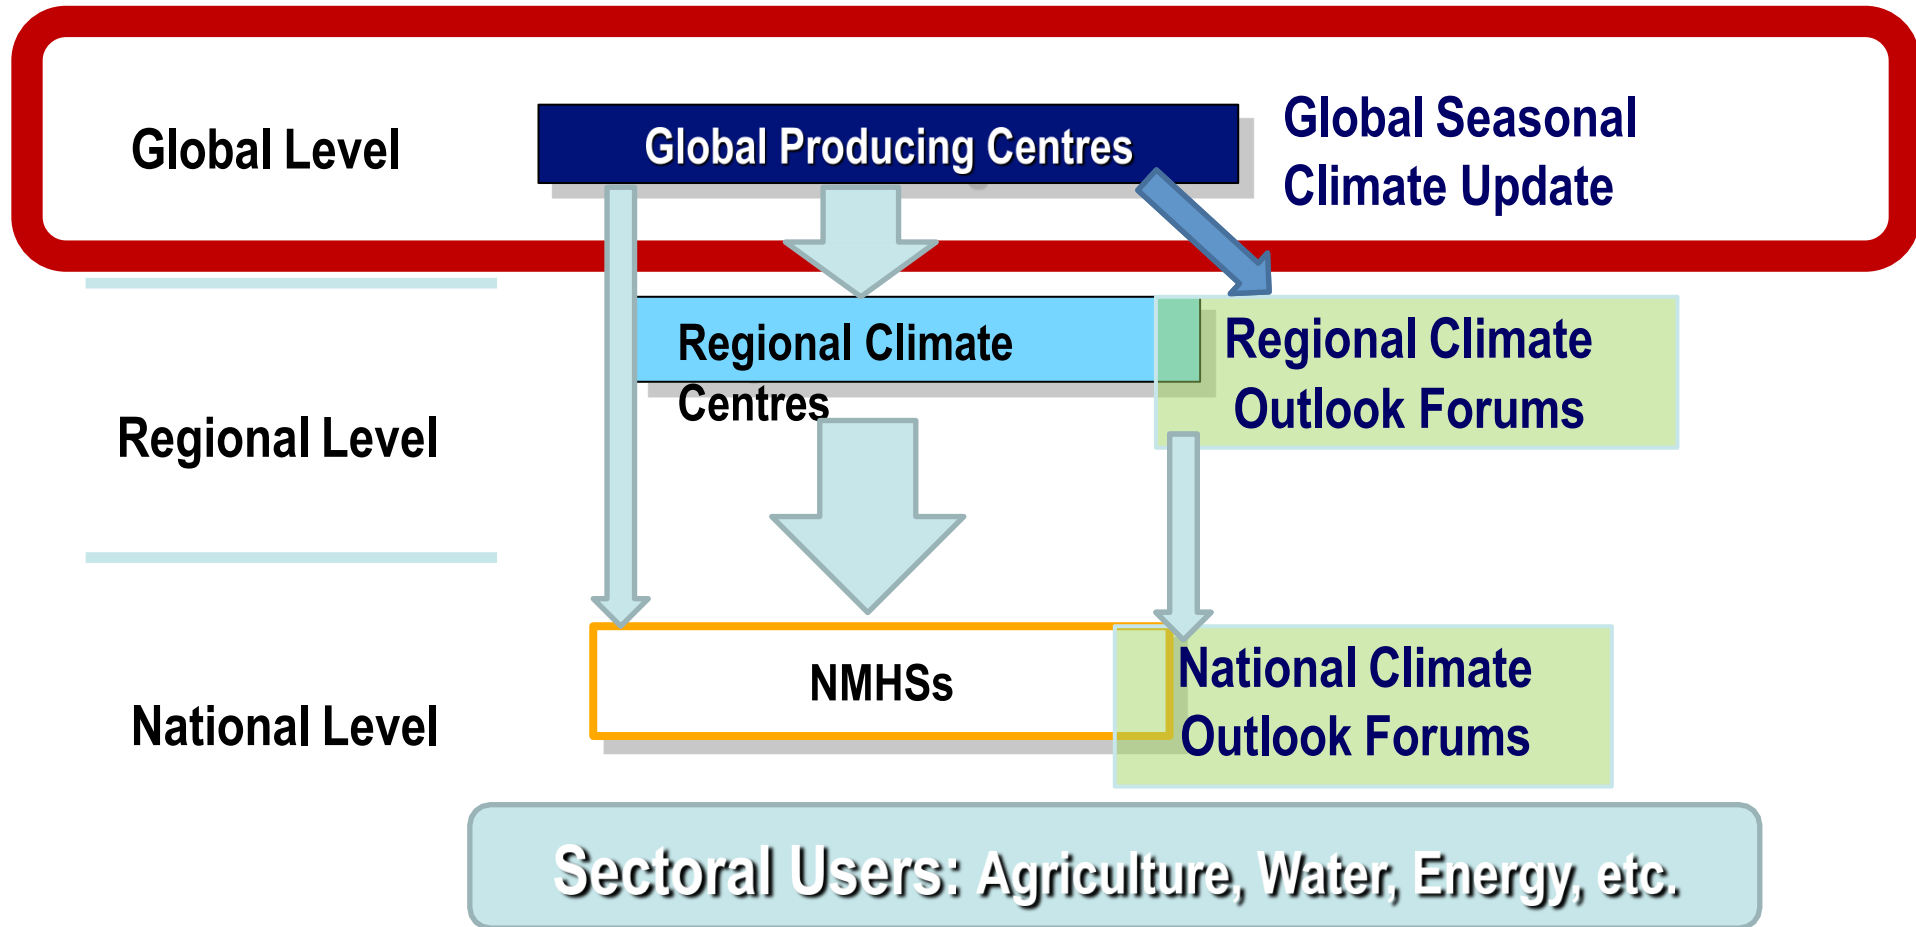 Global Level
Global Producing Centres
Global Seasonal
Climate Update
Regional Level
Regional Climate
Centres
Regional Climate
Outlook Forums
National Level
NMHSs
National Climate
Outlook Forums
Sectoral Users: Agriculture, Water, Energy, etc.